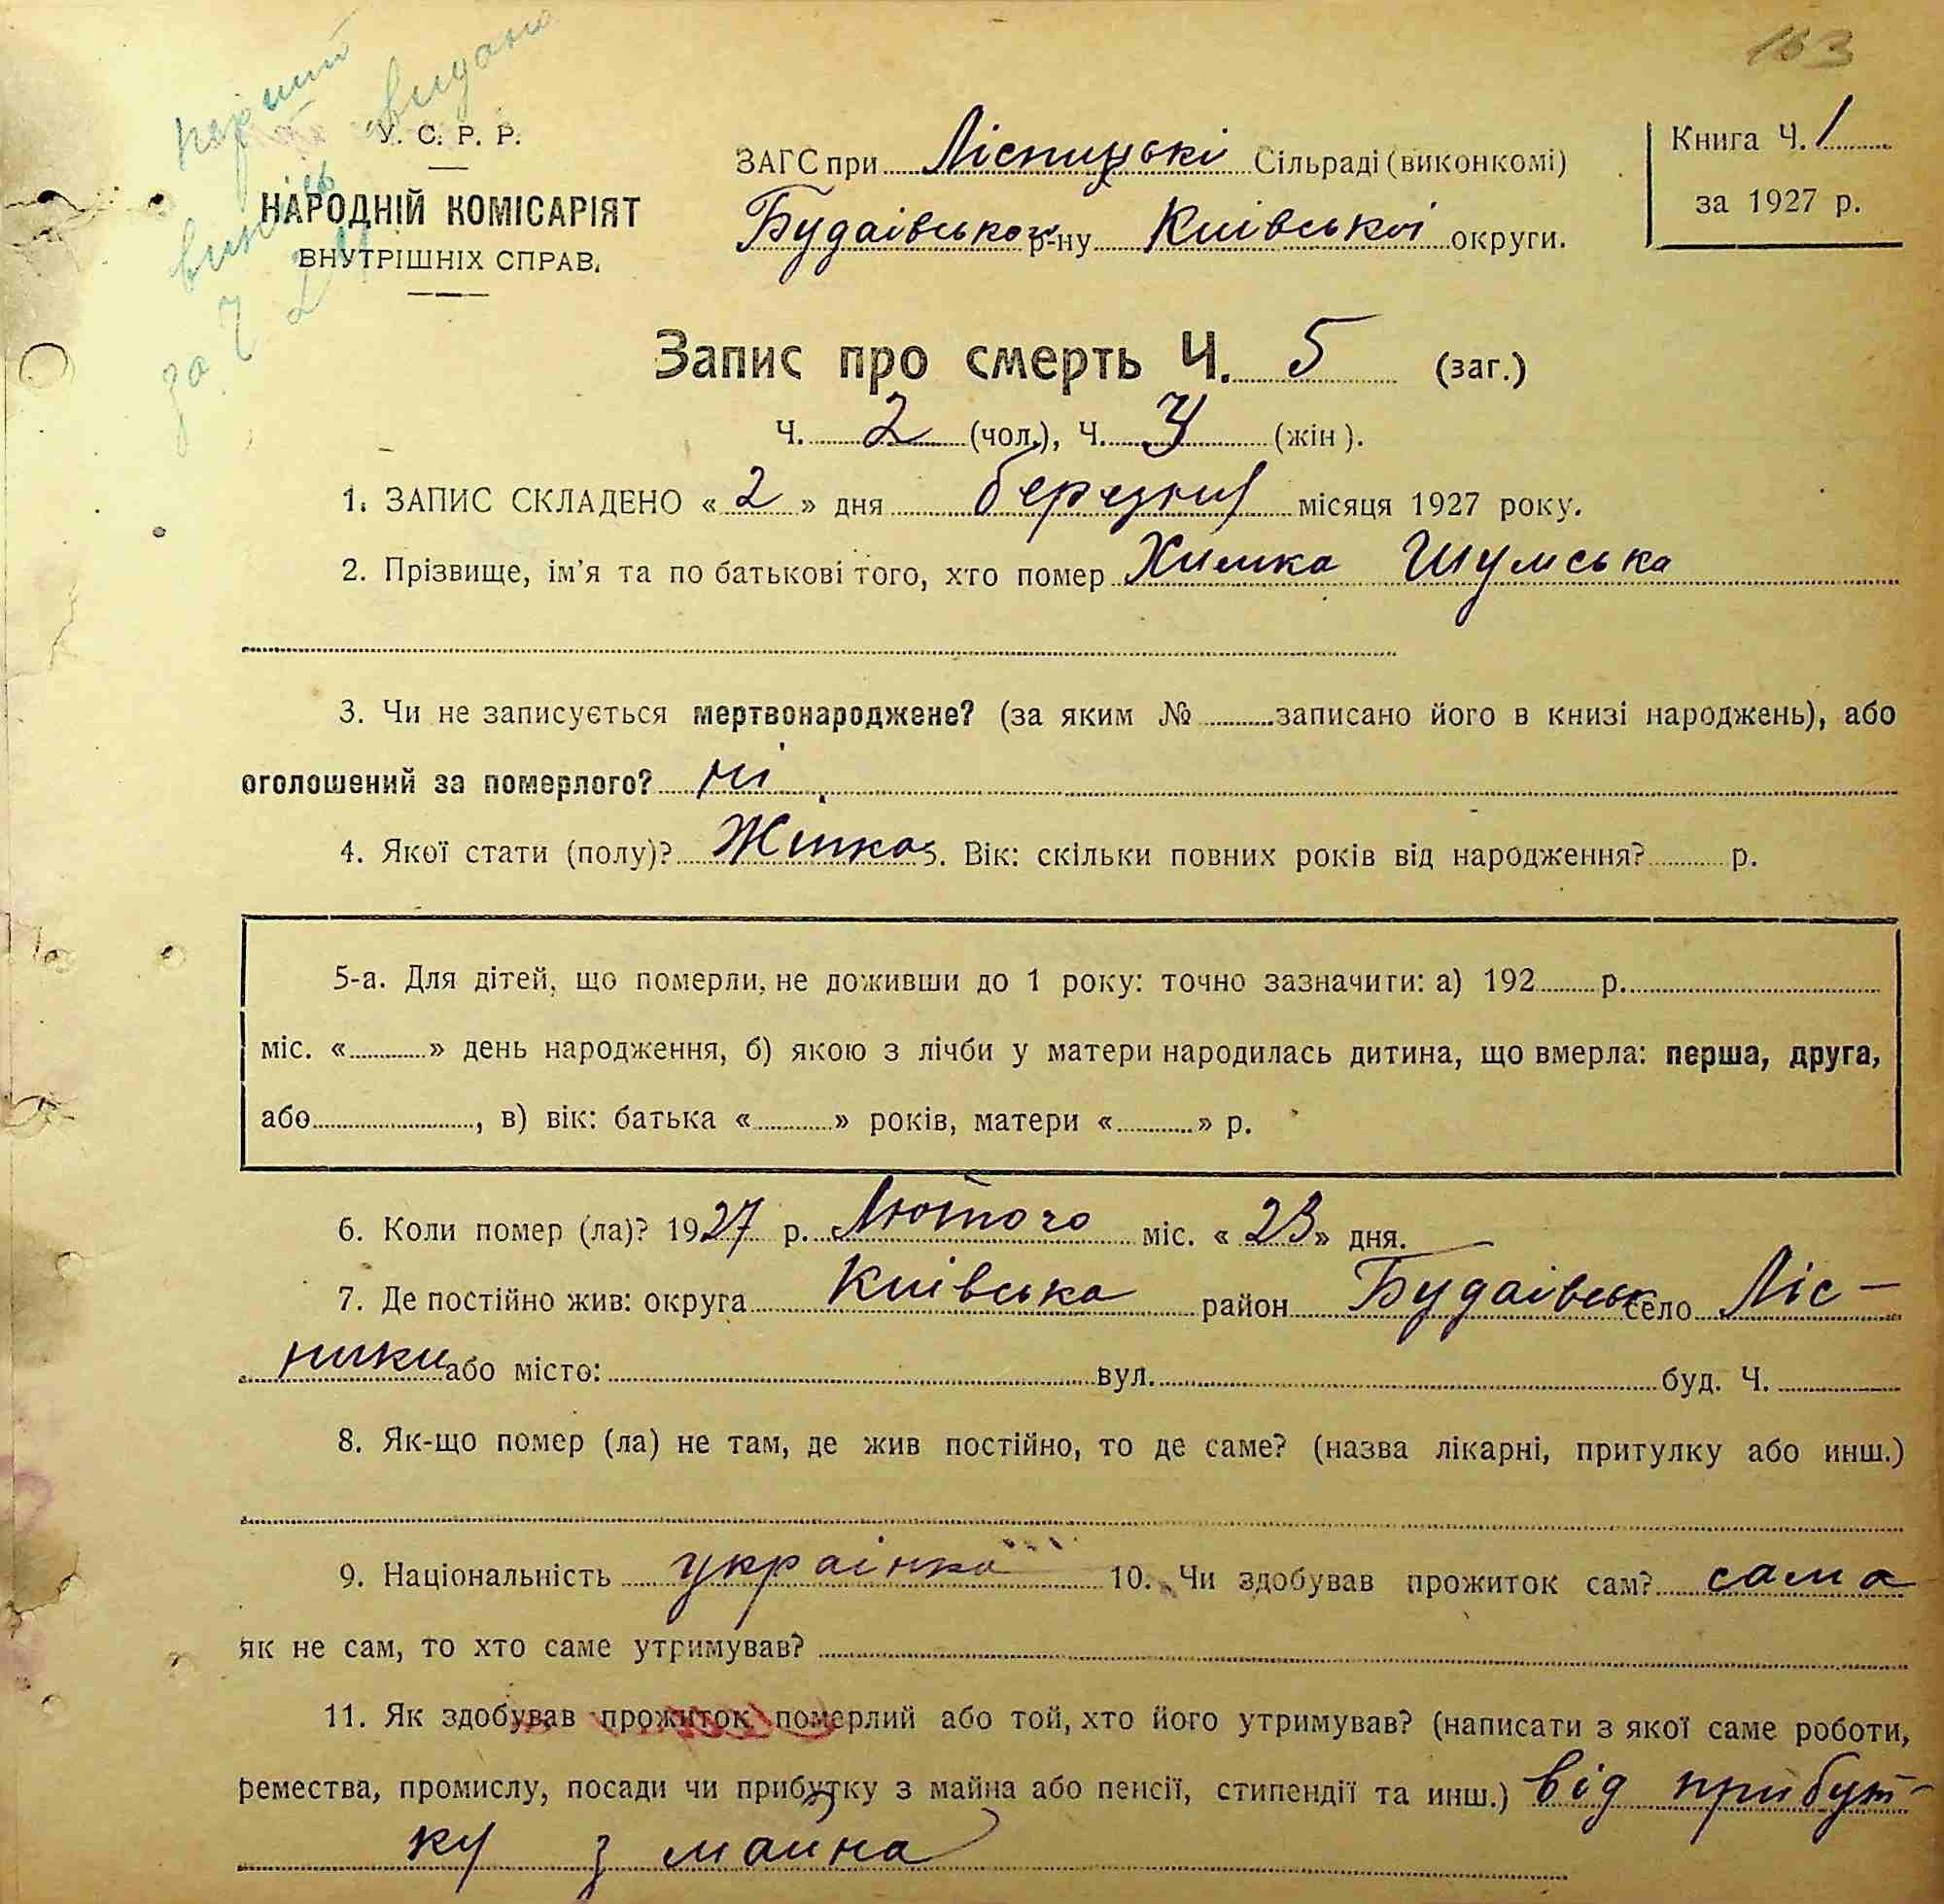 163
перший
видано
У. С. Р. Р.
НАРОДНІЙ КОМІСАРІЯТ
ВНУТРІШНІХ СПРАВ.
за
ЗАГС при Лісницькі Сільраді (виконкомі)
Будаівськог р-ну Київської округи.
Книга Ч. 1
за 1927 р.
Запис про смерть Ч. 5 (заг.)
Ч. 2 (чол.), Ч. 3 (жін ).
1. ЗАПИС СКЛАДЕНО « 2 » дня березня місяця 1927 року.
2. Прізвище, ім'я та по батькові того, хто помер Химка Шумська
3. Чи не записується мертвонароджене? (за яким № записано його в книзі народжень), або
оголошений за померлого? ні
4. Якої стати (полу)? Жінка 5. Вік: скільки повних років від народження? р.
5-а. Для дітей, що померли, не доживши до 1 року: точно зазначити: а) 192 р.
міс. « » день народження, б) якою з лічби у матери народилась дитина, що вмерла: перша, друга,
або , в) вік: батька « » років, матери « » р.
6. Коли помер (ла)? 1927 р. Лютого міс. « 23 » дня.
7. Де постійно жив: округа Київська район Будаівськ село Ліс-
ники або місто: вул. буд. Ч.
8. Як-що помер (ла) не там, де жив постійно, то де саме? (назва лікарні, притулку або инш.)
9. Національність українка 10. Чи здобував прожиток сам? сама
як не сам, то хто саме утримував?
11. Як здобував прожиток померлий або той, хто його утримував? (написати з якої саме роботи,
ремества, промислу, посади чи прибутку з майна або пенсії, стипендії та инш.) від прибут-
ку з маина